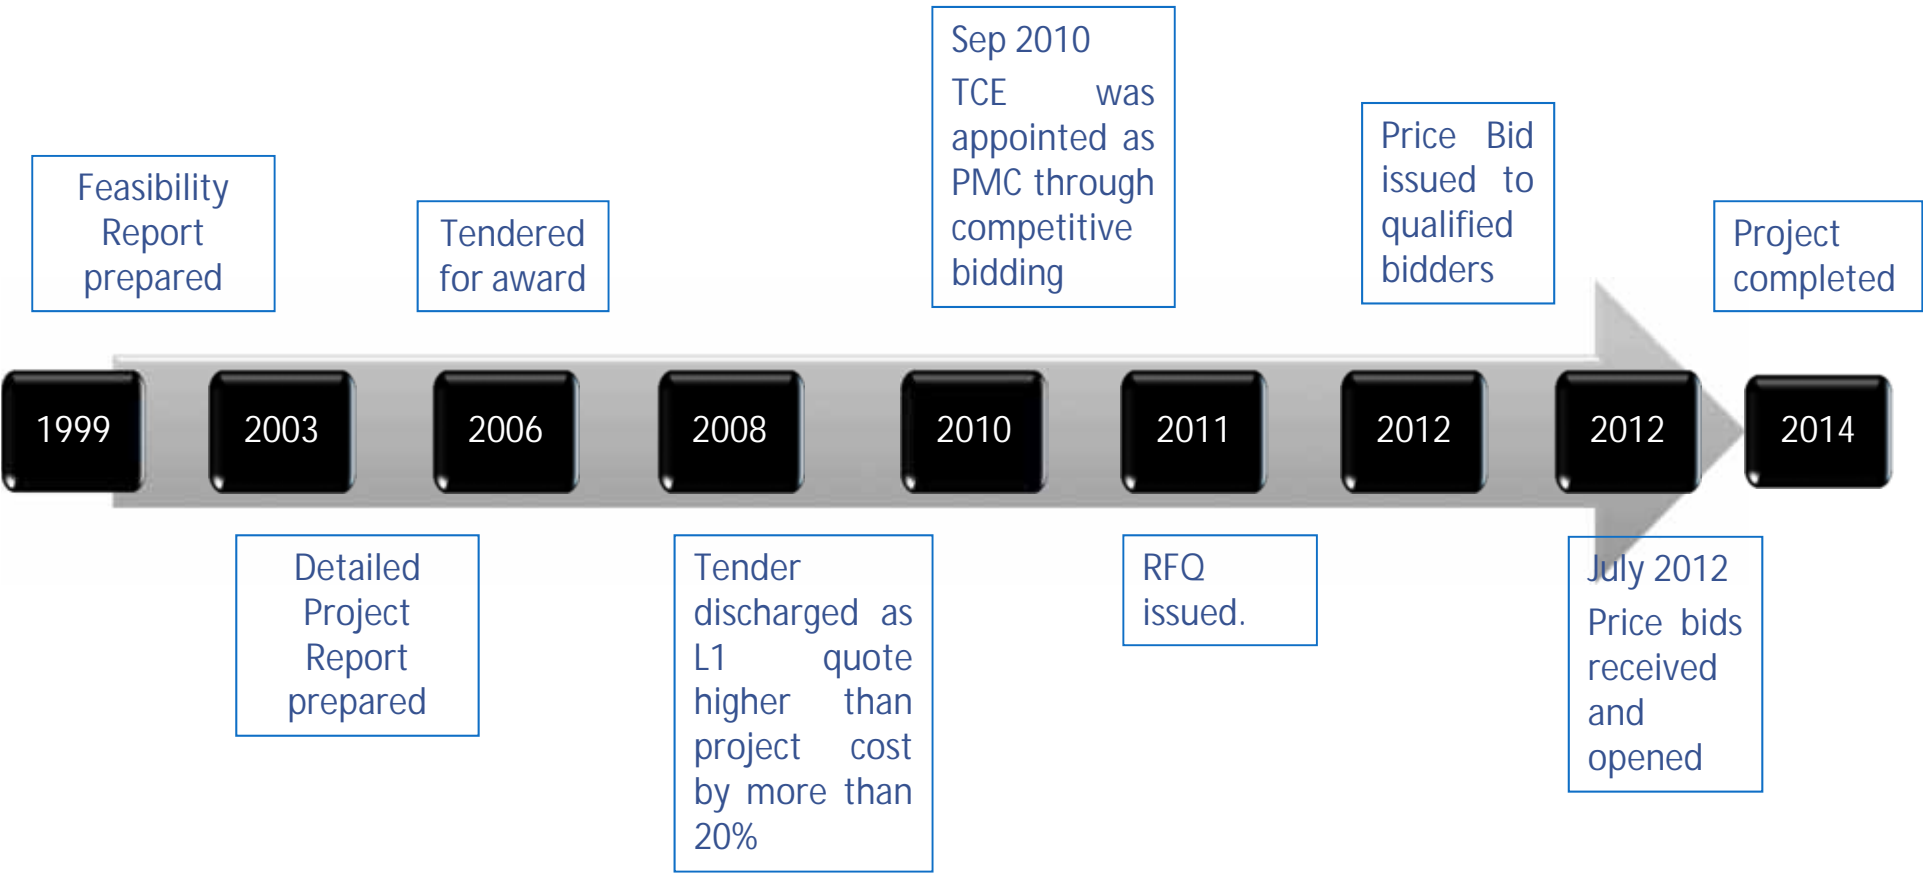 Sep 2010
TCE was
appointed as
PMC through
competitive
bidding
Price Bid
issued to
qualified
bidders
Feasibility
Report
prepared
Tendered
for award
Project
completed
1999
2003
2006
2008
2010
2011
2012
2012
2014
Detailed
Project
Report
prepared
Tender
discharged as
L1 quote
higher than
project cost
by more than
20%
RFQ
issued.
July 2012
Price bids
received
and
opened